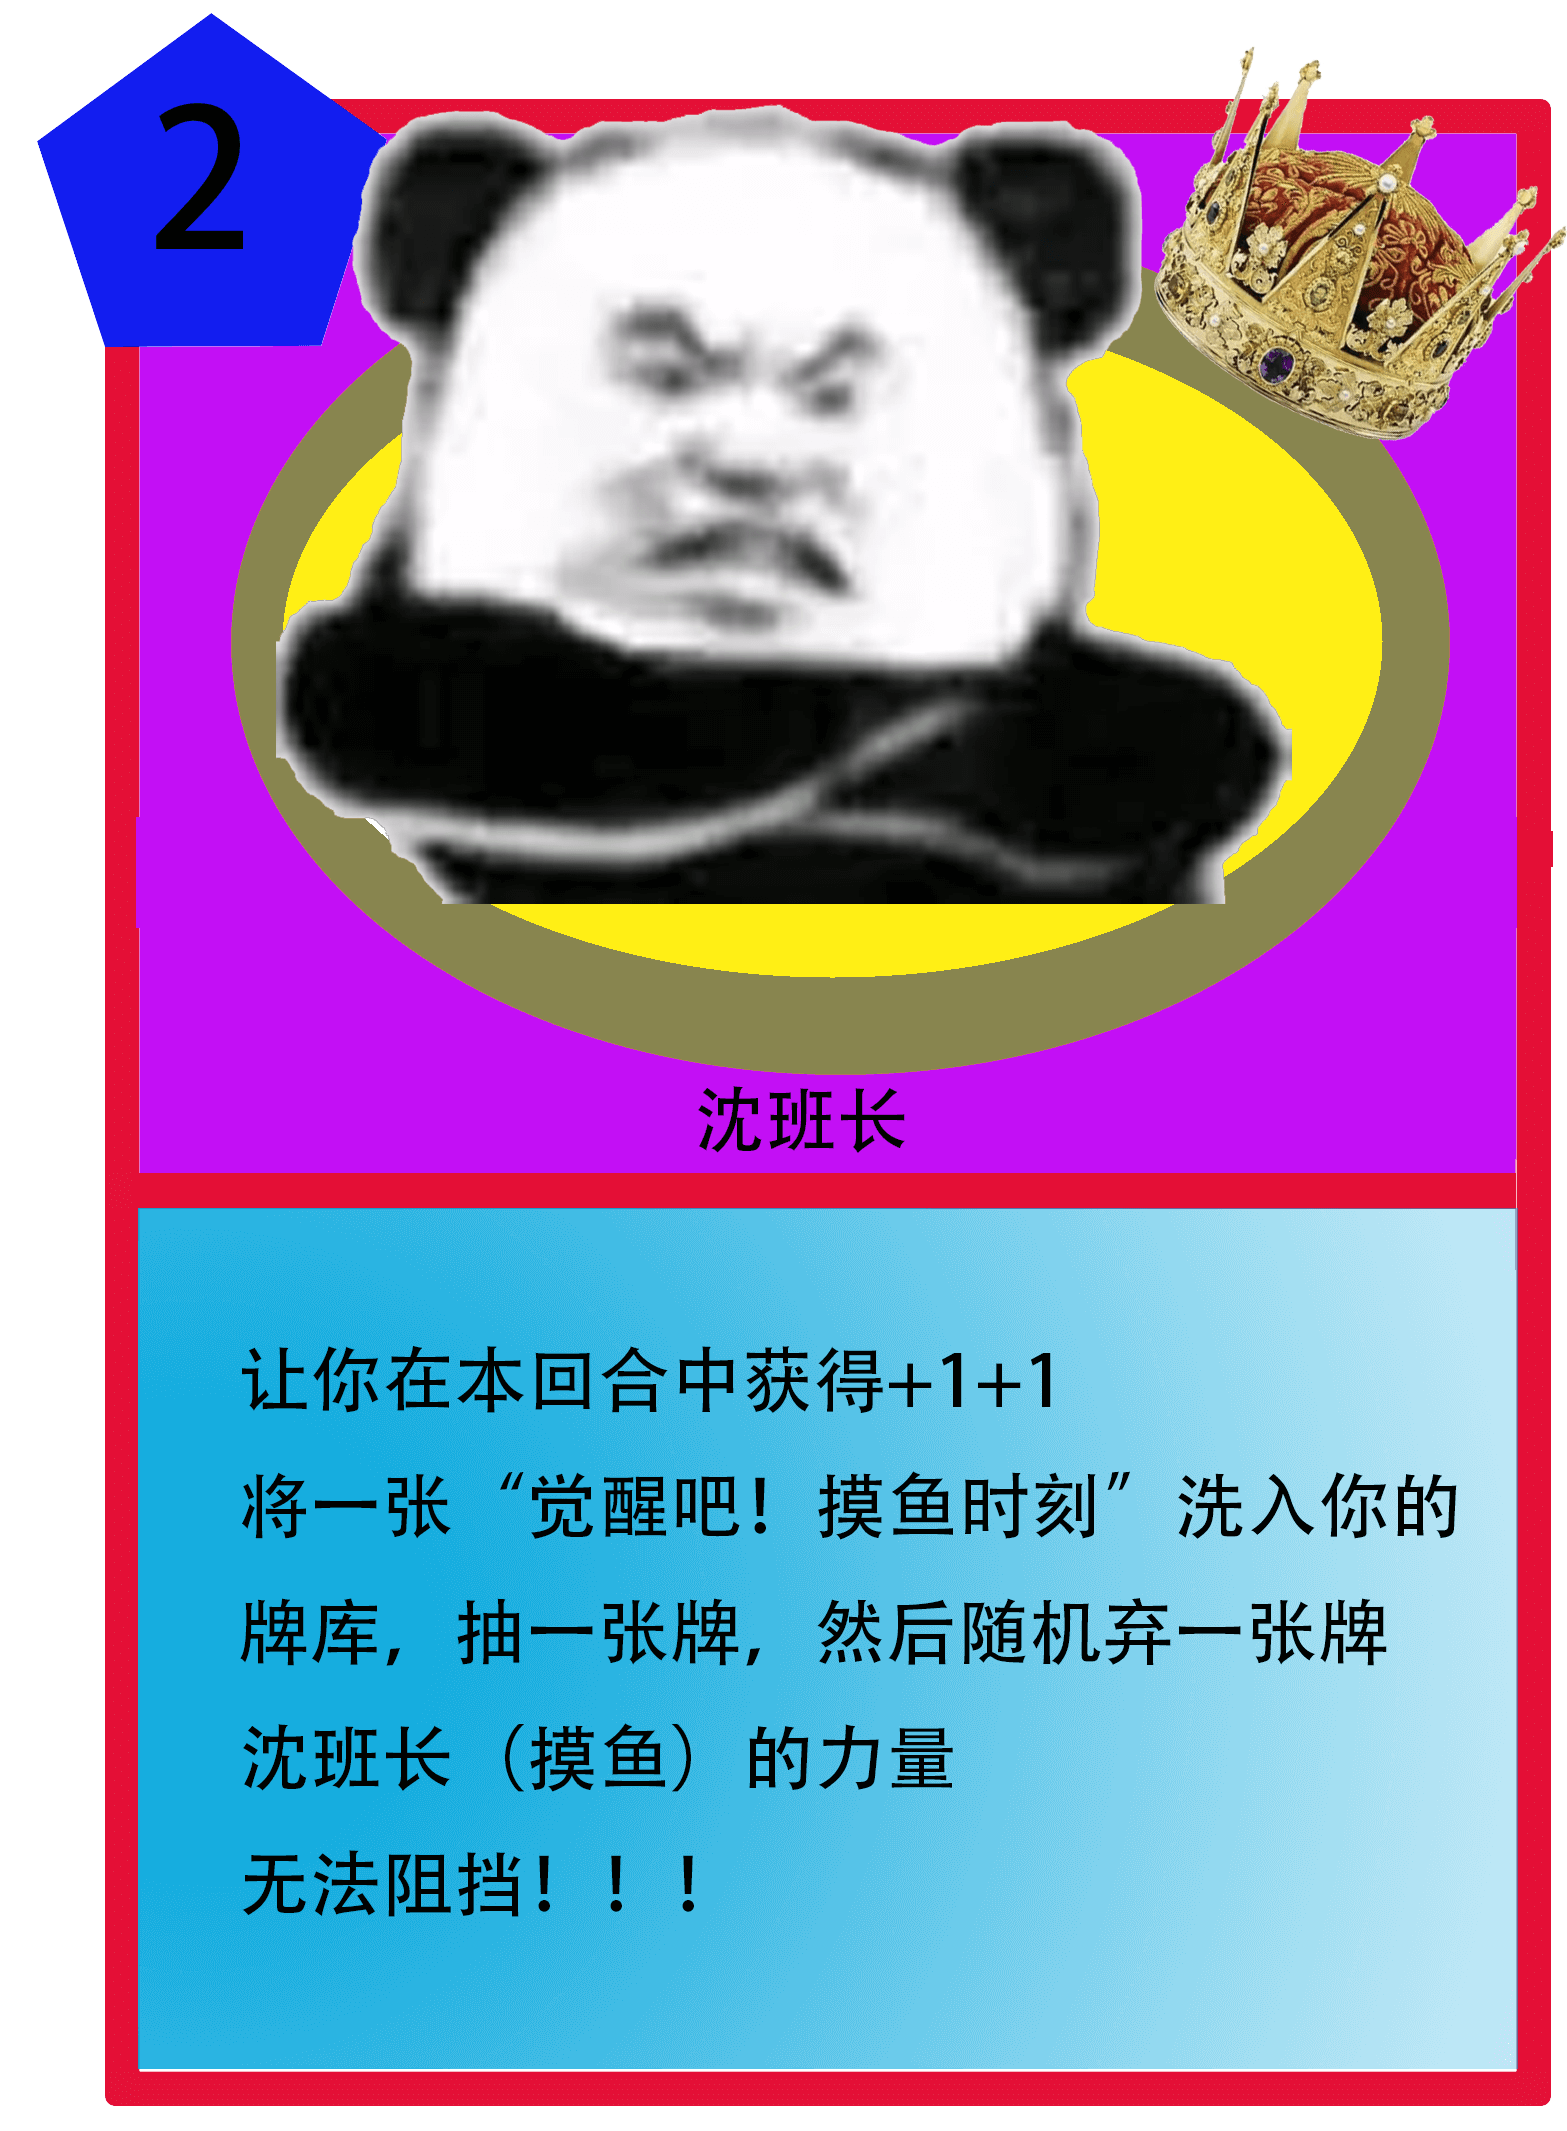 2
沈班长
让你在本回合中获得+1+1
将一张“觉醒吧！摸鱼时刻”洗入你的
牌库，抽一张牌，然后随机弃一张牌
沈班长（摸鱼）的力量
无法阻挡！！！